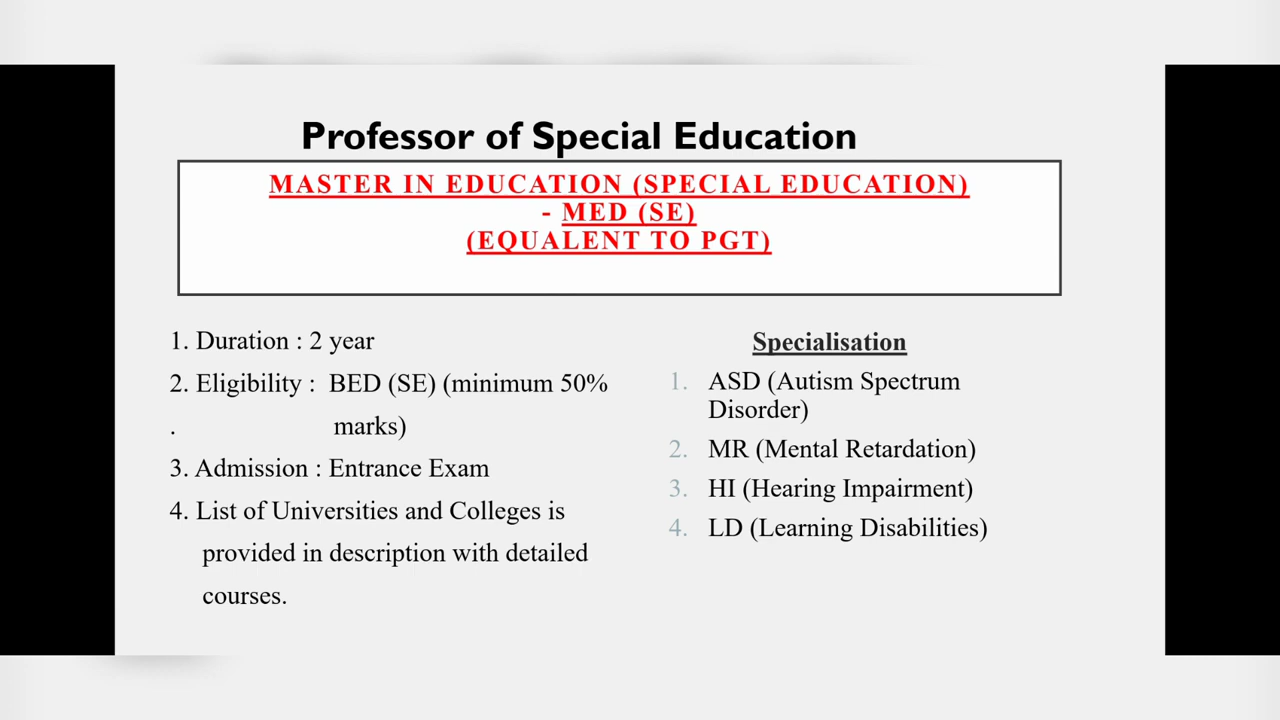 Professor of Special Education
MASTER IN EDUCATION (SPECIAL EDUCATION)
- MED (SE)
(EQUALENT TO PGT)
1. Duration : 2 year
2. Eligibility : BED (SE) (minimum 50%
. marks)
3. Admission : Entrance Exam
4. List of Universities and Colleges is
provided in description with detailed
courses.
Specialisation
1. ASD (Autism Spectrum
Disorder)
2. MR (Mental Retardation)
3. HI (Hearing Impairment)
4. LD (Learning Disabilities)